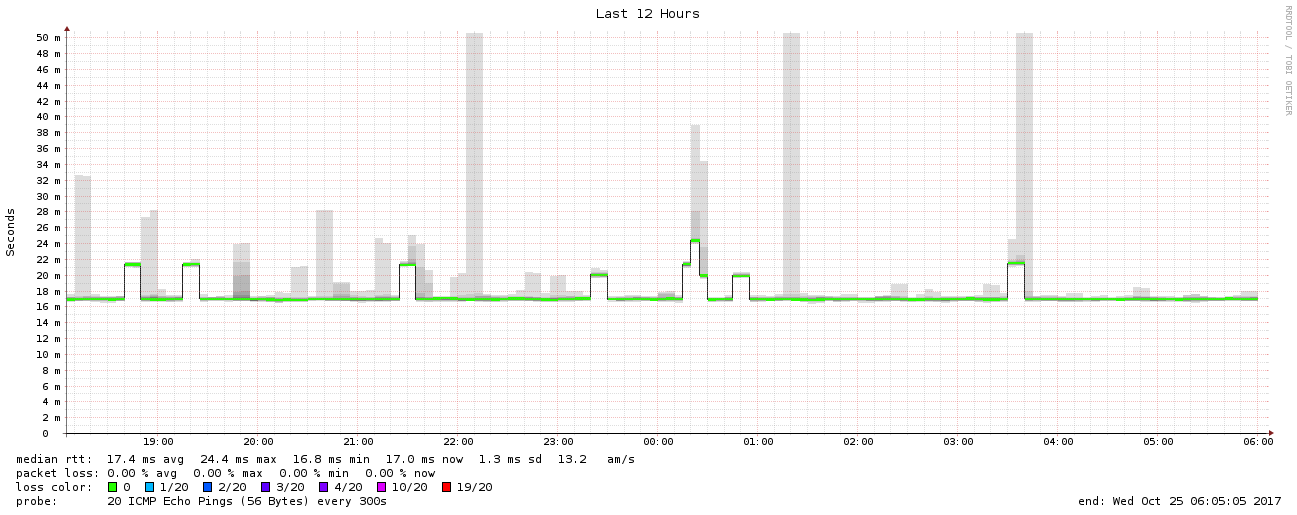 Last 12 Hours
RRDTOOL / TOBI OETIKER
Seconds
50 m
48 m
46 m
44 m
42 m
40 m
38 m
36 m
34 m
32 m
30 m
28 m
26 m
24 m
22 m
20 m
18 m
16 m
14 m
12 m
10 m
8 m
6 m
4 m
2 m
0
19:00 20:00 21:00 22:00 23:00 00:00 01:00 02:00 03:00 04:00 05:00 06:00
median rtt: 17.4 ms avg 24.4 ms max 16.8 ms min 17.0 ms now 1.3 ms sd 13.2 am/s
packet loss: 0.00 % avg 0.00 % max 0.00 % min 0.00 % now
loss color: 0 1/20 2/20 3/20 4/20 10/20 19/20
probe: 20 ICMP Echo Pings (56 Bytes) every 300s end: Wed Oct 25 06:05:05 2017